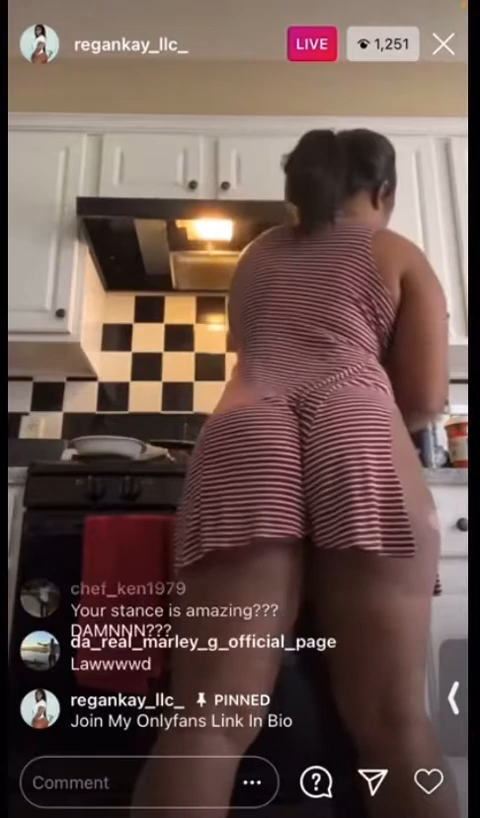 regankay_llc_
LIVE
1,251
chef_ken1979
Your stance is amazing???
DAMNNN???
da_real_marley_g_official_page
Lawwwwd
regankay_llc_ PINNED
Join My Onlyfans Link In Bio
Comment